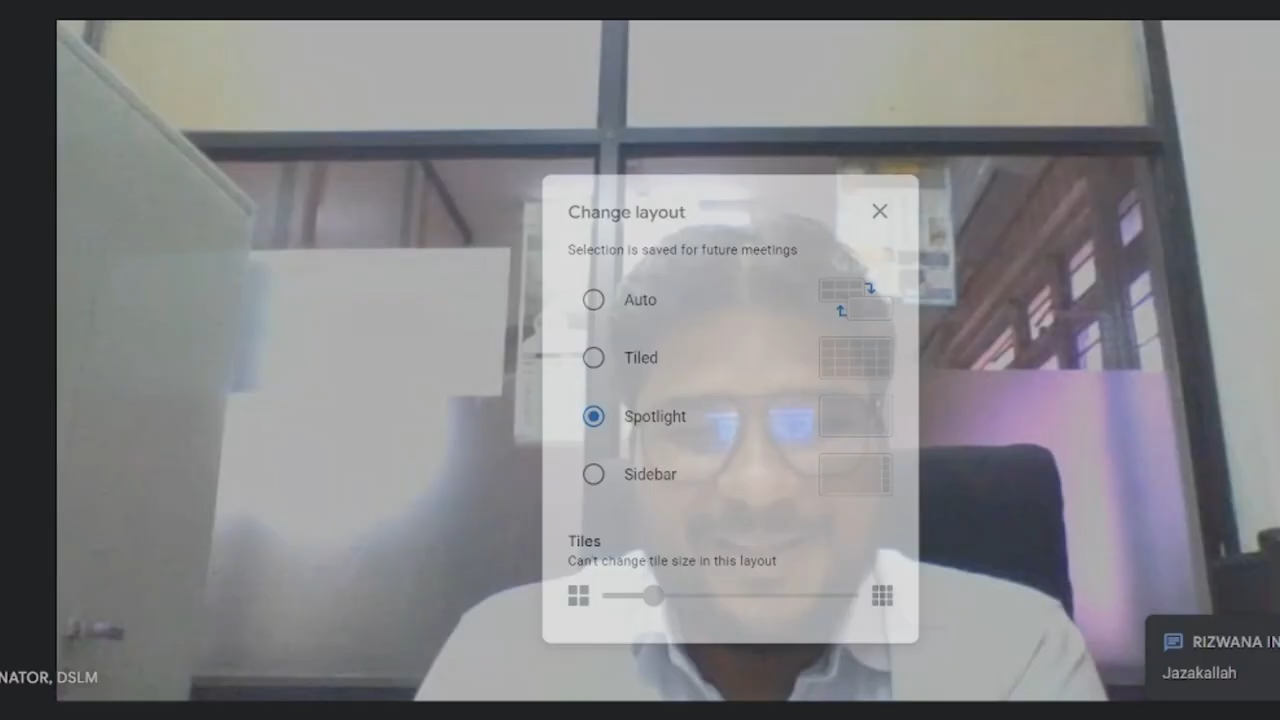 Change layout
Selection is saved for future meetings
Auto
Tiled
Spotlight
Sidebar
Tiles
Can't change tile size in this layout
NATOR, DSLM
RIZWANA IN
Jazakallah